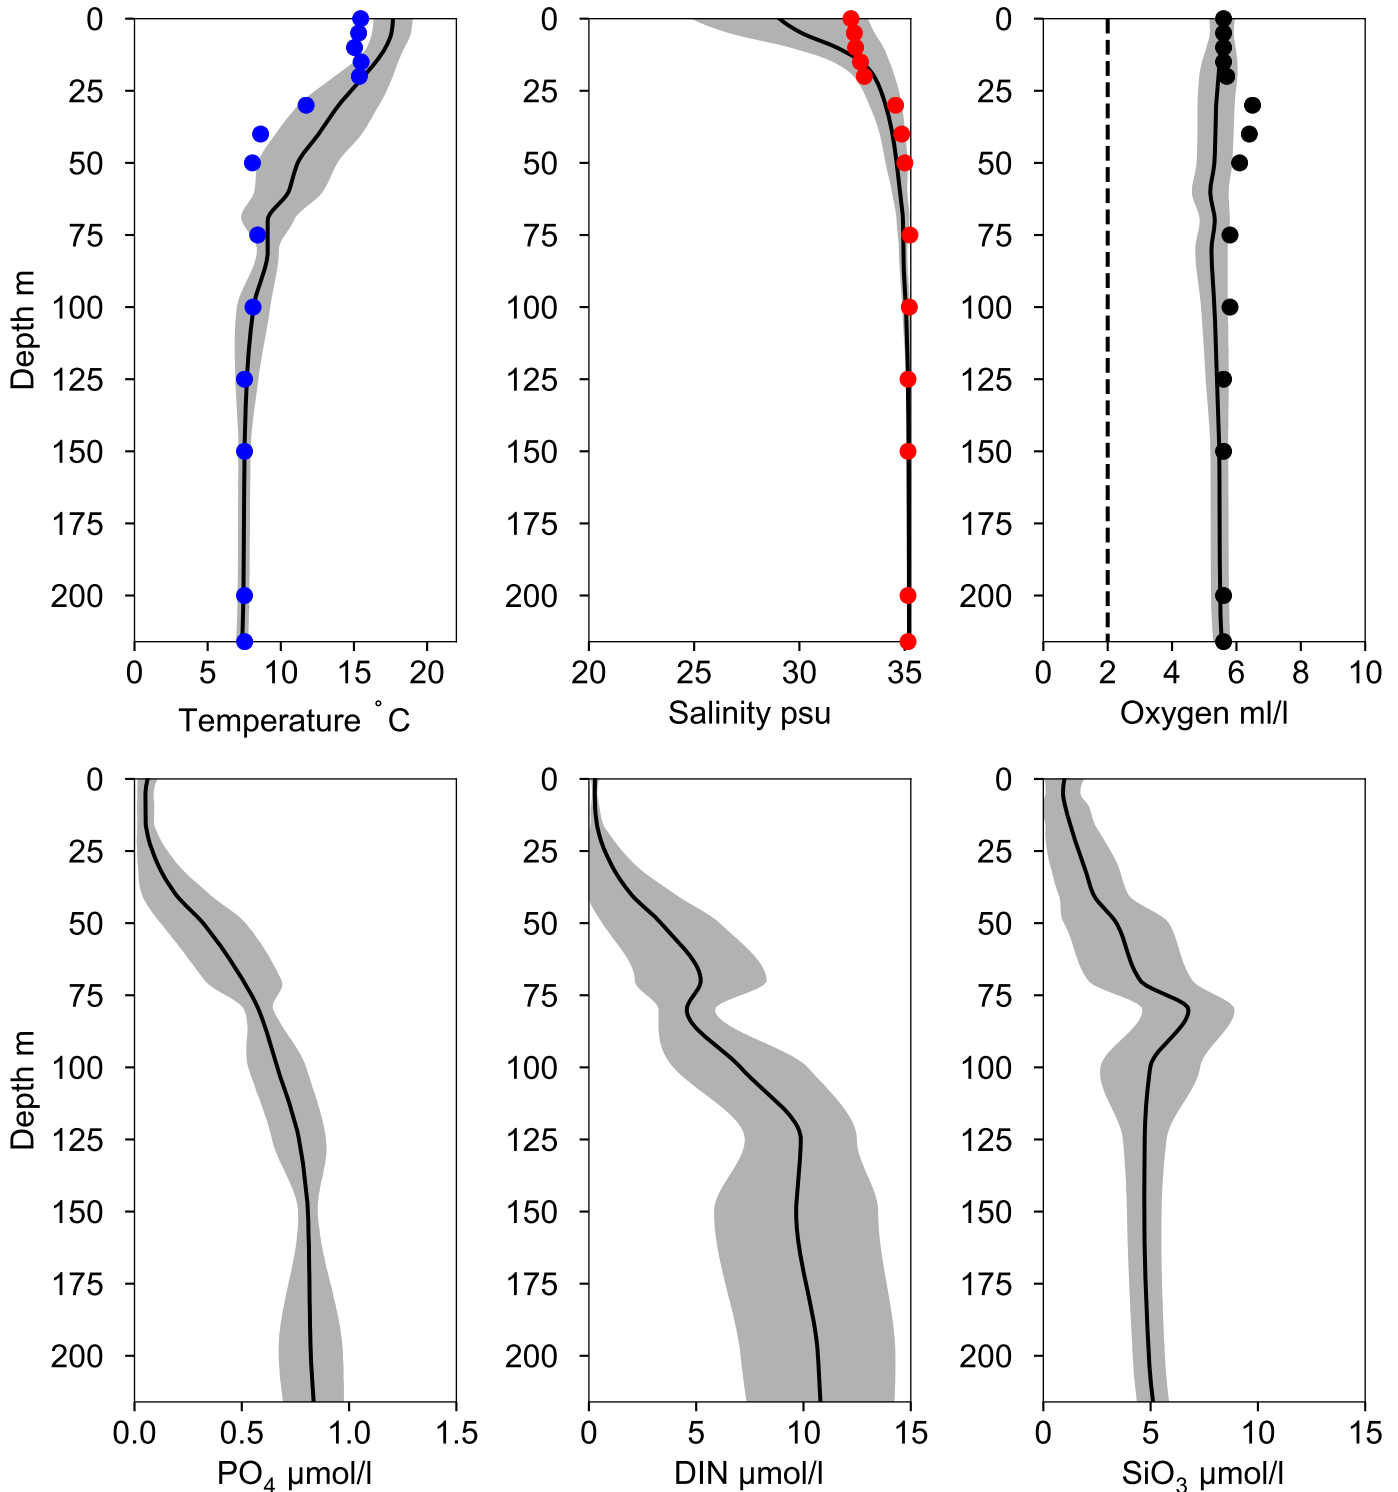 0 0 0
25 25 25
50 50 50
75 75 75
100 100 100
125 125 125
150 150 150
175 175 175
200 200 200
Depth m
0 5 10 15 20 20 25 30 35 0 2 4 6 8 10
Temperature °C Salinity psu Oxygen ml/l
0 0 0
25 25 25
50 50 50
75 75 75
100 100 100
125 125 125
150 150 150
175 175 175
200 200 200
Depth m
0.0 0.5 1.0 1.5 0 5 10 15 0 5 10 15
PO₄ µmol/l DIN µmol/l SiO₃ µmol/l